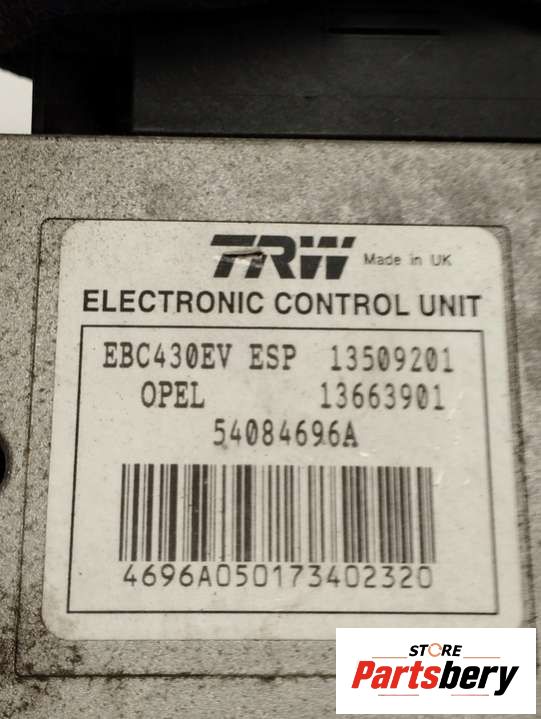 TRW Made in UK
ELECTRONIC CONTROL UNIT
EBC430EV ESP 13509201
OPEL 13663901
54084696A
4696A050173402320
STORE
Partsbery